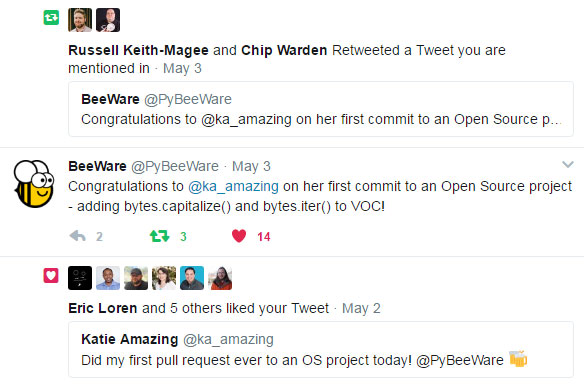 Russell Keith-Magee and Chip Warden Retweeted a Tweet you are
mentioned in · May 3
BeeWare @PyBeeWare
Congratulations to @ka_amazing on her first commit to an Open Source p...
BeeWare @PyBeeWare · May 3
Congratulations to @ka_amazing on her first commit to an Open Source project
- adding bytes.capitalize() and bytes.iter() to VOC!
2 3 14
Eric Loren and 5 others liked your Tweet · May 2
Katie Amazing @ka_amazing
Did my first pull request ever to an OS project today! @PyBeeWare 🍻